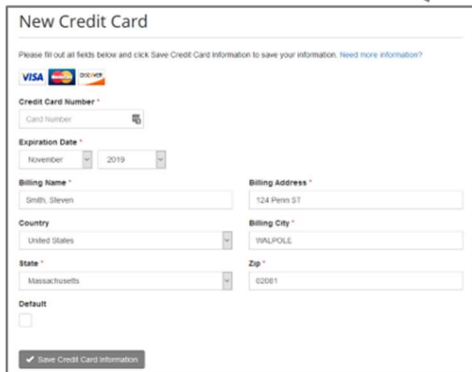 New Credit Card
Please fill out all fields below and click Save Credit Card Information to save your information. Need more information?
VISA MasterCard DISCOVER
Credit Card Number *
Card Number
Expiration Date *
November 2019
Billing Name * Billing Address *
Smith, Steven 124 Penn ST
Country Billing City *
United States WALPOLE
State * Zip *
Massachusetts 02081
Default
Save Credit Card Information